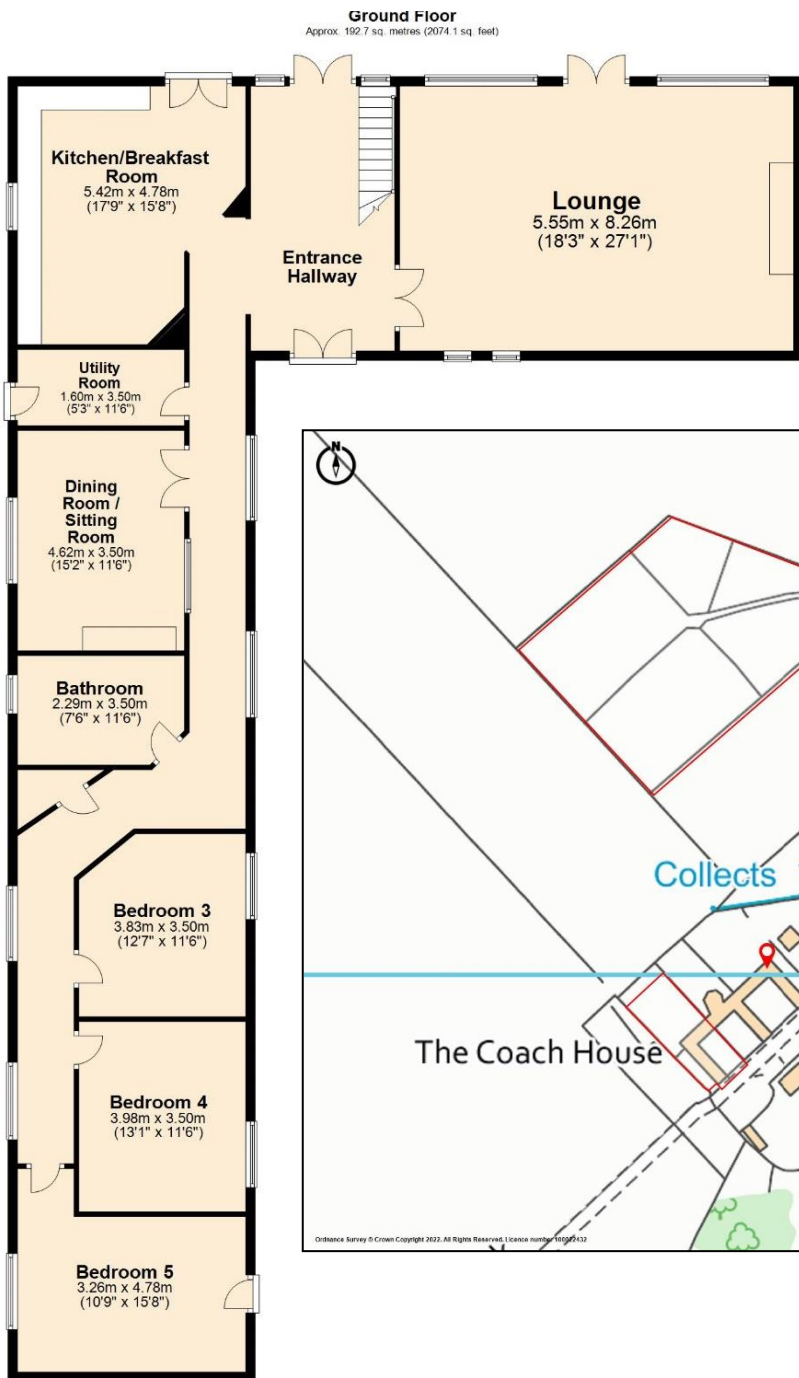 Ground Floor
Approx. 192.7 sq. metres (2074.1 sq. feet)
Kitchen/Breakfast
Room
5.42m x 4.78m
(17'9" x 15'8")
Lounge
5.55m x 8.26m
(18'3" x 27'1")
Entrance
Hallway
Utility
Room
1.60m x 3.50m
(5'3" x 11'6")
Dining
Room /
Sitting
Room
4.62m x 3.50m
(15'2" x 11'6")
Bathroom
2.29m x 3.50m
(7'6" x 11'6")
Bedroom 3
3.83m x 3.50m
(12'7" x 11'6")
Bedroom 4
3.98m x 3.50m
(13'1" x 11'6")
Bedroom 5
3.26m x 4.78m
(10'9" x 15'8")
N
Collects
The Coach House
Ordnance Survey © Crown Copyright 2022. All Rights Reserved. Licence number 100022432